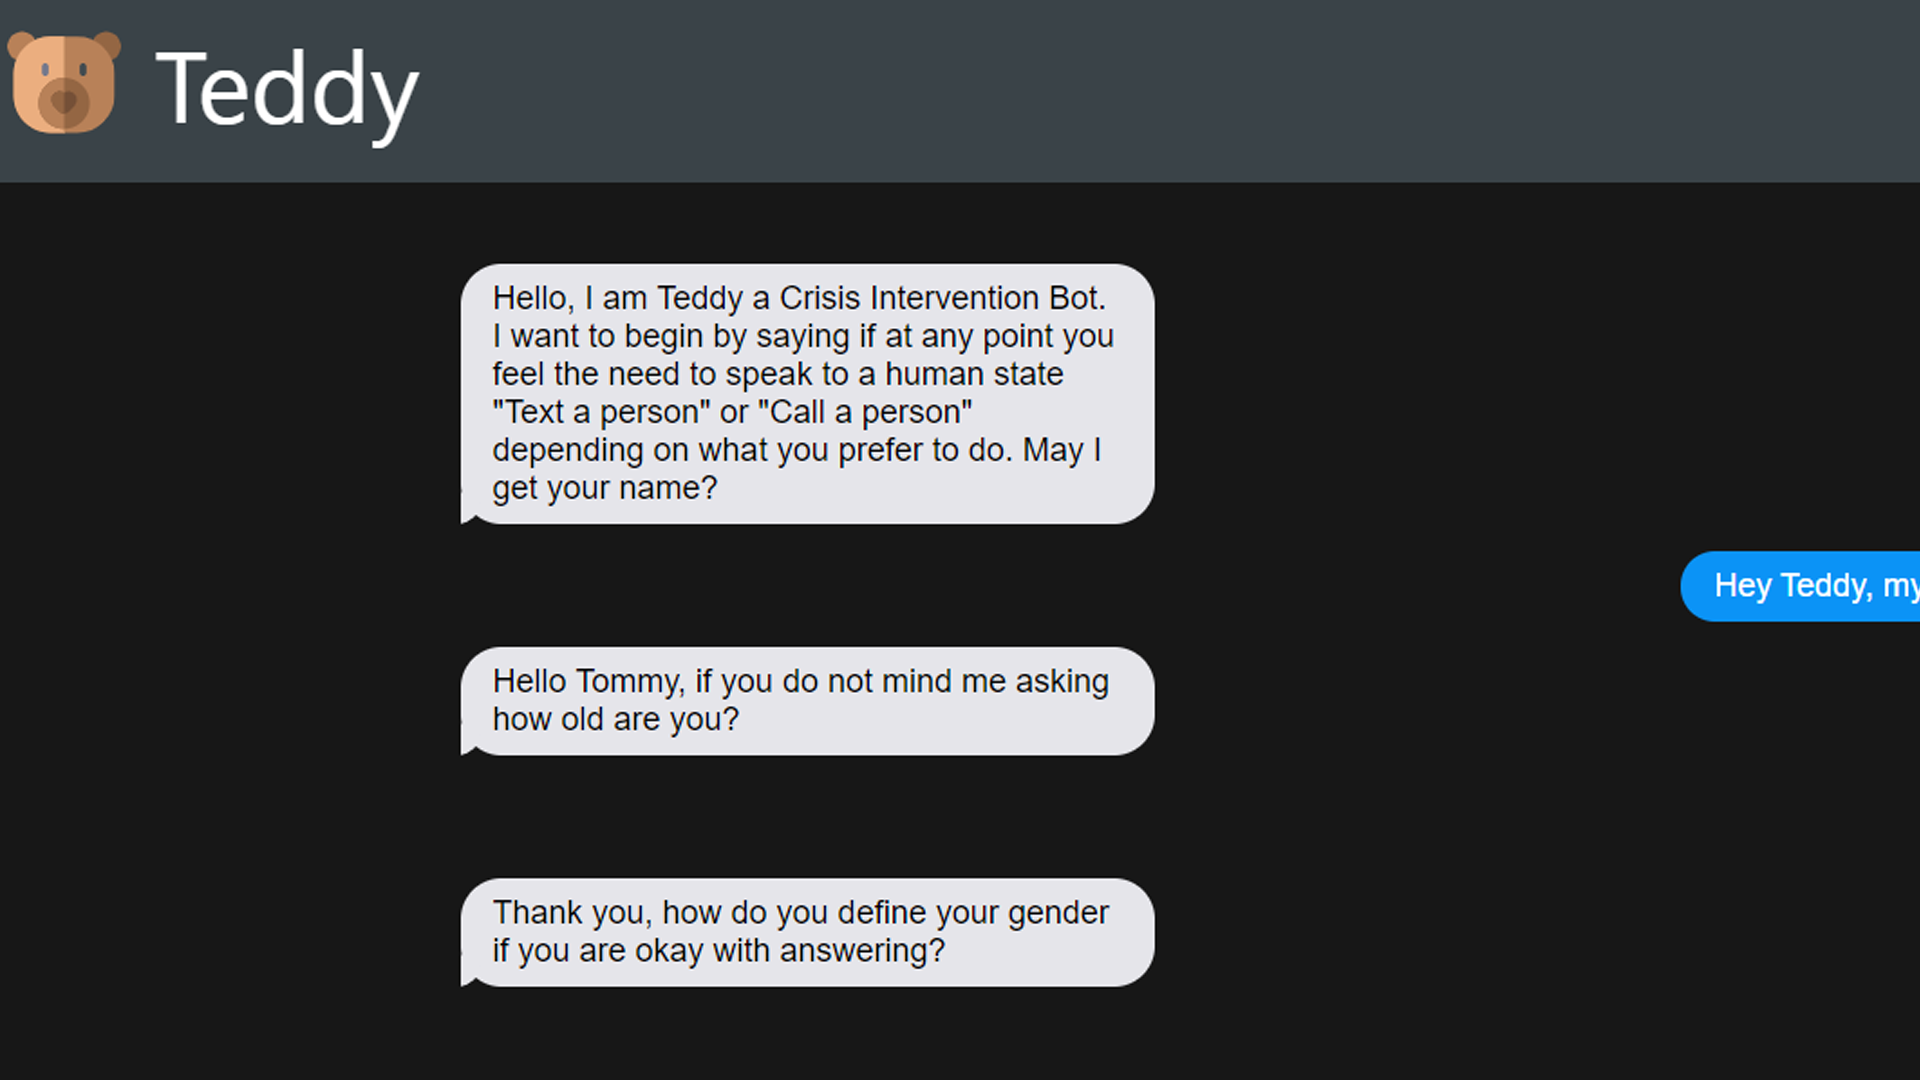 Teddy
Hello, I am Teddy a Crisis Intervention Bot.
I want to begin by saying if at any point you
feel the need to speak to a human state
"Text a person" or "Call a person"
depending on what you prefer to do. May I
get your name?
Hey Teddy, my
Hello Tommy, if you do not mind me asking
how old are you?
Thank you, how do you define your gender
if you are okay with answering?